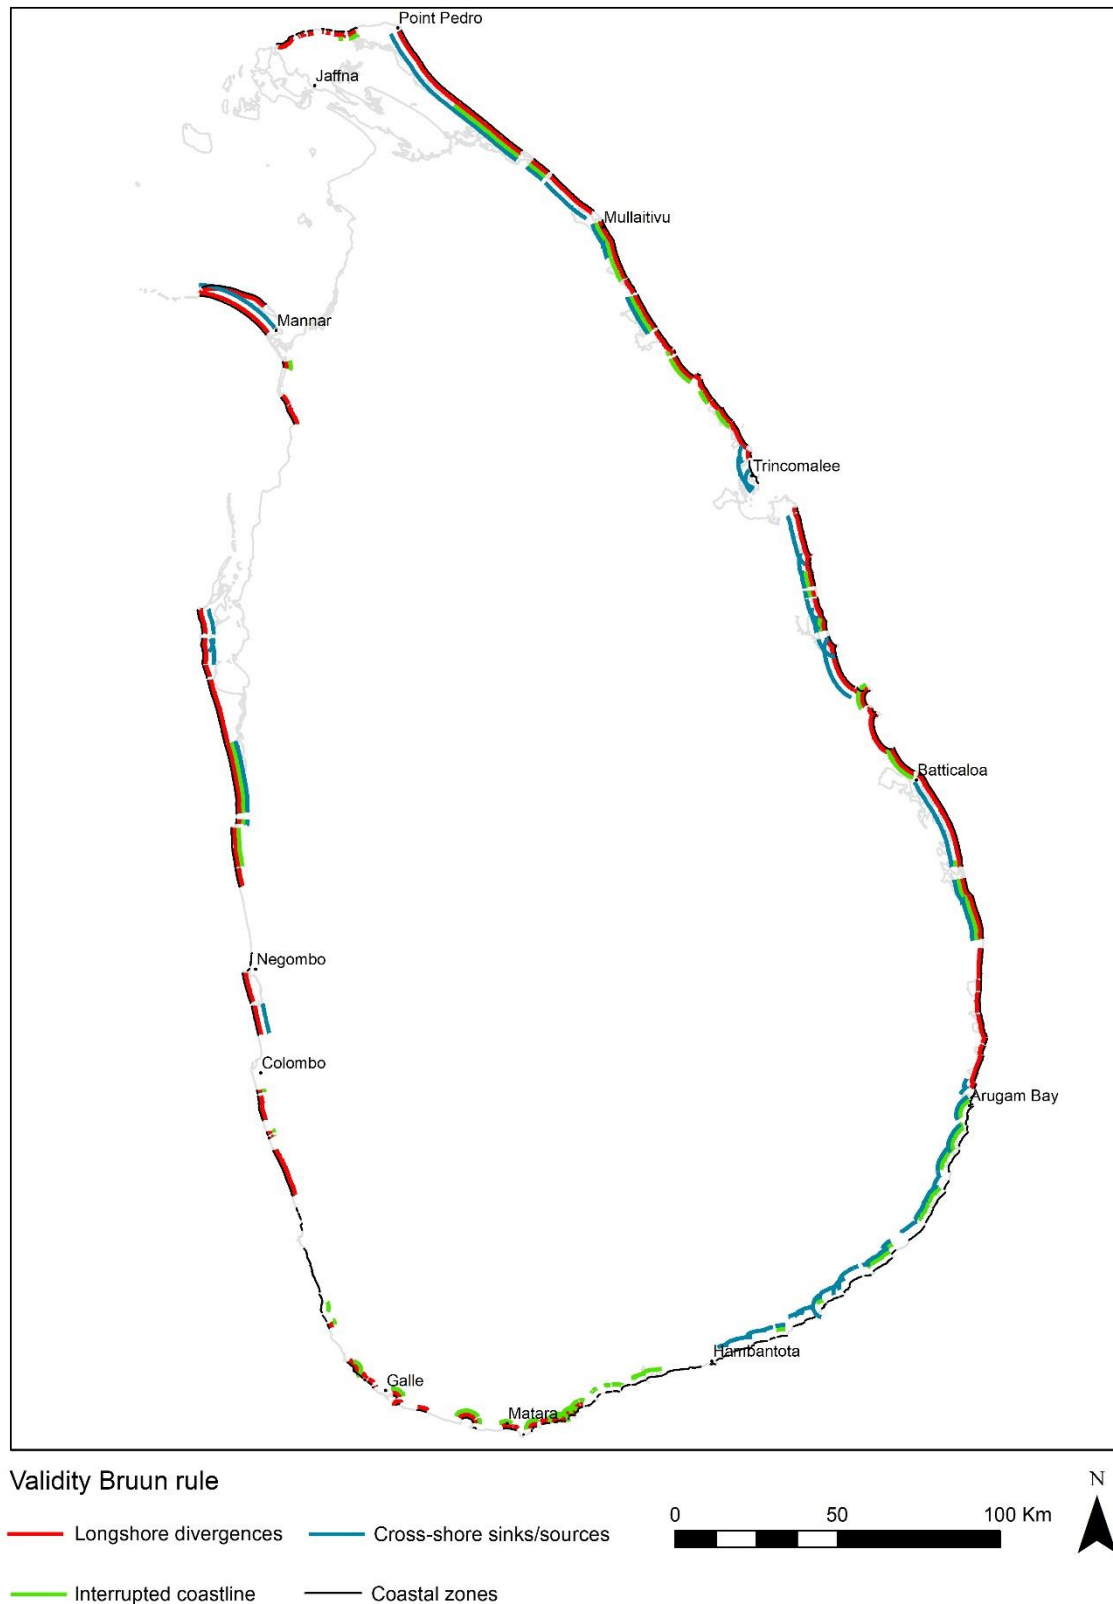 Point Pedro
Jaffna
Mullaitivu
Mannar
Trincomalee
Batticaloa
Negombo
Colombo
Arugam Bay
Hambantota
Galle
Matara
Validity Bruun rule
N
Longshore divergences
Cross-shore sinks/sources
0 50 100 Km
Interrupted coastline
Coastal zones